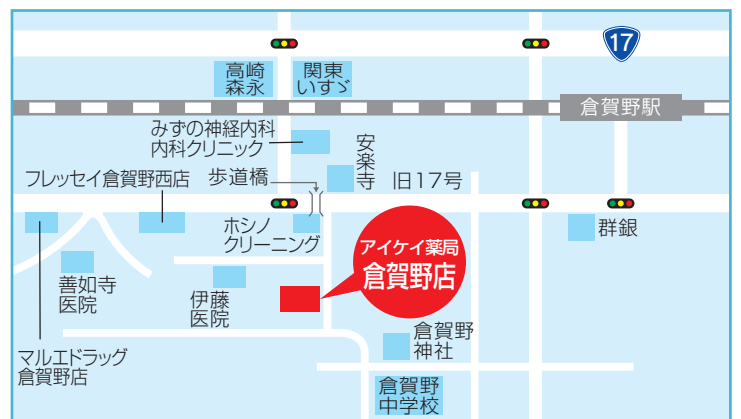 17
高崎
森永
関東
いすゞ
倉賀野駅
みずの神経内科
内科クリニック
安楽寺
フレッセイ倉賀野西店
歩道橋
旧17号
ホシノ
クリーニング
群銀
アイケイ薬局
倉賀野店
善如寺
医院
伊藤
医院
倉賀野
神社
マルエドラッグ
倉賀野店
倉賀野
中学校